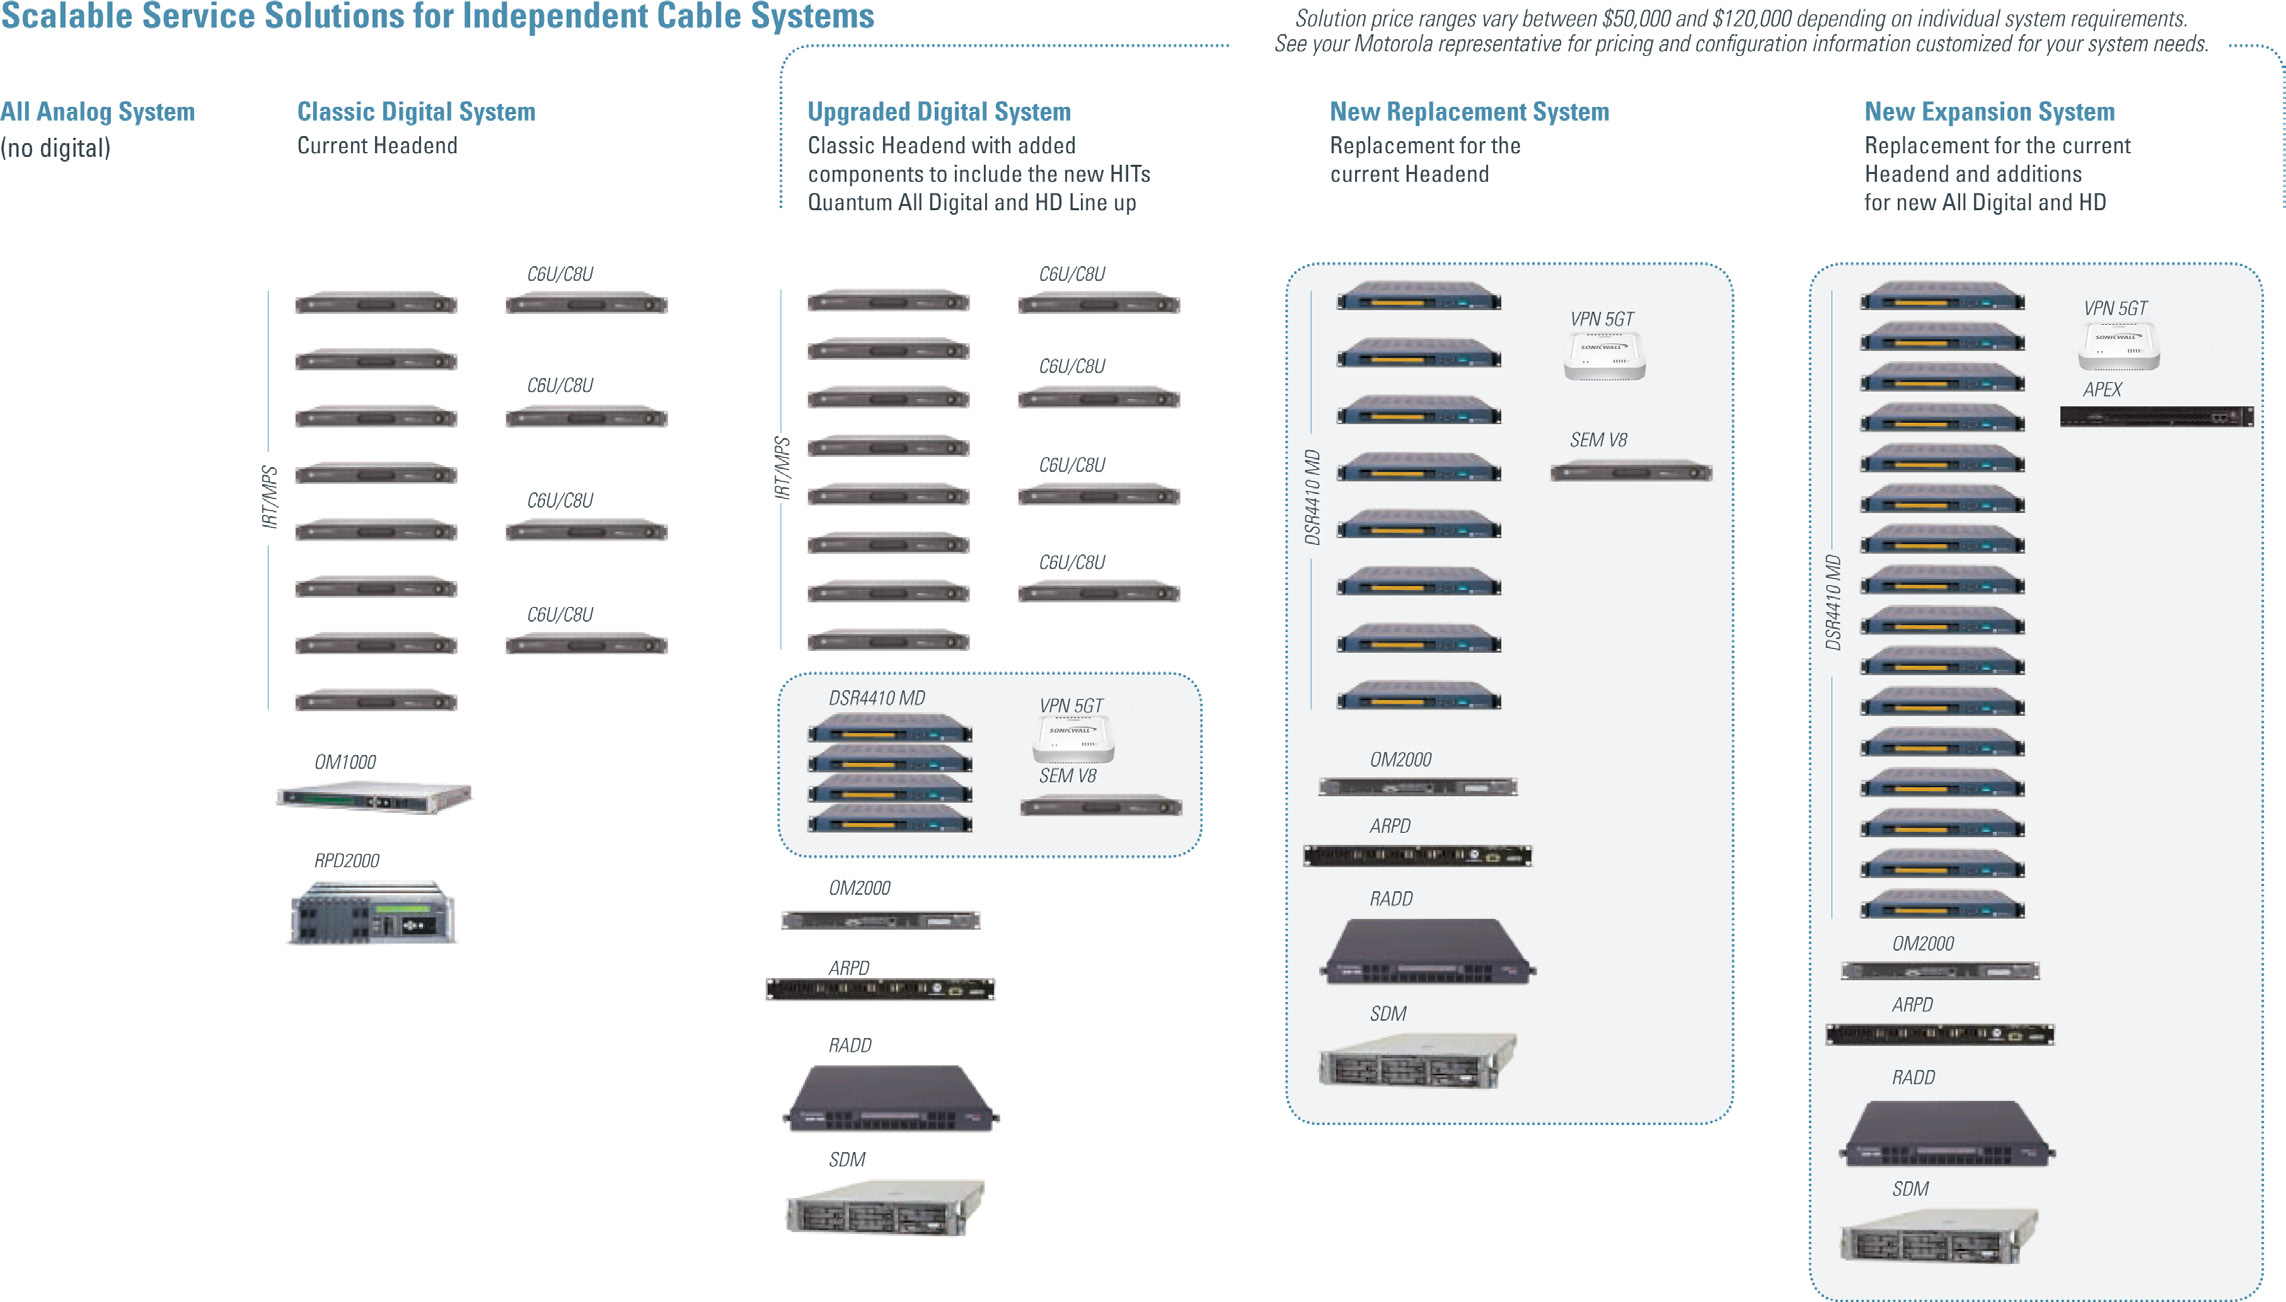 Scalable Service Solutions for Independent Cable Systems
Solution price ranges vary between $50,000 and $120,000 depending on individual system requirements.
See your Motorola representative for pricing and configuration information customized for your system needs.
All Analog System
(no digital)
Classic Digital System
Current Headend
IRT/MPS
C6U/C8U
C6U/C8U
C6U/C8U
C6U/C8U
OM1000
RPD2000
Upgraded Digital System
Classic Headend with added
components to include the new HITs
Quantum All Digital and HD Line up
IRT/MPS
C6U/C8U
C6U/C8U
C6U/C8U
C6U/C8U
DSR4410 MD
VPN 5GT
SONICWALL
SEM V8
OM2000
ARPD
RADD
SDM
New Replacement System
Replacement for the
current Headend
DSR4410 MD
VPN 5GT
SONICWALL
SEM V8
OM2000
ARPD
RADD
SDM
New Expansion System
Replacement for the current
Headend and additions
for new All Digital and HD
DSR4410 MD
VPN 5GT
SONICWALL
APEX
OM2000
ARPD
RADD
SDM